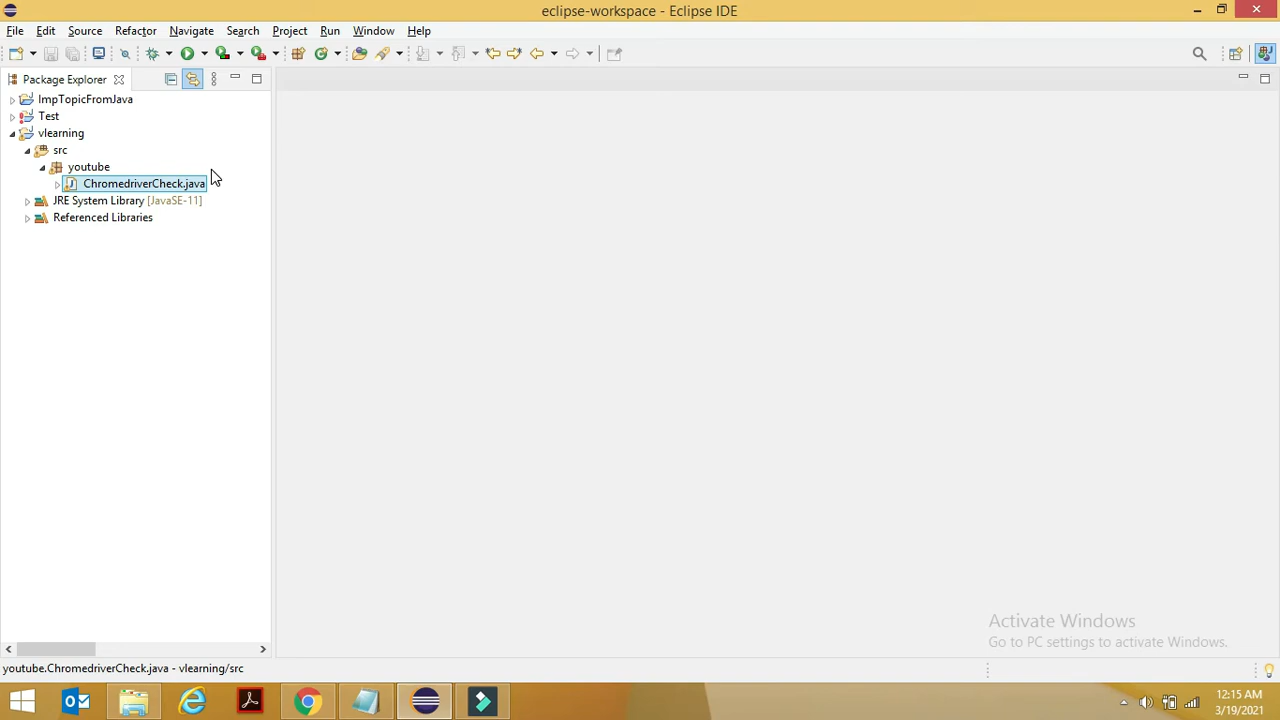 eclipse-workspace - Eclipse IDE
File Edit Source Refactor Navigate Search Project Run Window Help
Package Explorer
ImpTopicFromJava
Test
vlearning
src
youtube
ChromedriverCheck.java
JRE System Library [JavaSE-11]
Referenced Libraries
Activate Windows
Go to PC settings to activate Windows.
youtube.ChromedriverCheck.java - vlearning/src
12:15 AM
3/19/2021